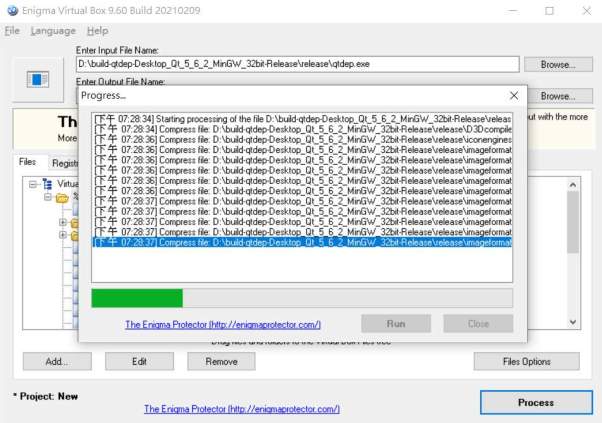 Enigma Virtual Box 9.60 Build 20210209
File Language Help
Enter Input File Name:
D:\build-qtdep-Desktop_Qt_5_6_2_MinGW_32bit-Release\release\qtdep.exe
Browse...
Enter Output File Name:
Browse...
Progress...
Th
out with the more
More
Files Registr
Virtua
[下午 07:28:34] Starting processing of the file D:\build-qtdep-Desktop_Qt_5_6_2_MinGW_32bit-Release\releas
[下午 07:28:34] Compress file: D:\build-qtdep-Desktop_Qt_5_6_2_MinGW_32bit-Release\release\D3Dcompile
[下午 07:28:36] Compress file: D:\build-qtdep-Desktop_Qt_5_6_2_MinGW_32bit-Release\release\iconengines
[下午 07:28:36] Compress file: D:\build-qtdep-Desktop_Qt_5_6_2_MinGW_32bit-Release\release\imageformat
[下午 07:28:36] Compress file: D:\build-qtdep-Desktop_Qt_5_6_2_MinGW_32bit-Release\release\imageformat
[下午 07:28:36] Compress file: D:\build-qtdep-Desktop_Qt_5_6_2_MinGW_32bit-Release\release\imageformat
[下午 07:28:36] Compress file: D:\build-qtdep-Desktop_Qt_5_6_2_MinGW_32bit-Release\release\imageformat
[下午 07:28:36] Compress file: D:\build-qtdep-Desktop_Qt_5_6_2_MinGW_32bit-Release\release\imageformat
[下午 07:28:37] Compress file: D:\build-qtdep-Desktop_Qt_5_6_2_MinGW_32bit-Release\release\imageformat
[下午 07:28:37] Compress file: D:\build-qtdep-Desktop_Qt_5_6_2_MinGW_32bit-Release\release\imageformat
[下午 07:28:37] Compress file: D:\build-qtdep-Desktop_Qt_5_6_2_MinGW_32bit-Release\release\imageformat
[下午 07:28:37] Compress file: D:\build-qtdep-Desktop_Qt_5_6_2_MinGW_32bit-Release\release\imageformat
The Enigma Protector (http://enigmaprotector.com/)
Run
Close
Drag files and folders to the Virtual Box Files tree
Add...
Edit
Remove
Files Options
* Project: New
The Enigma Protector (http://enigmaprotector.com/)
Process